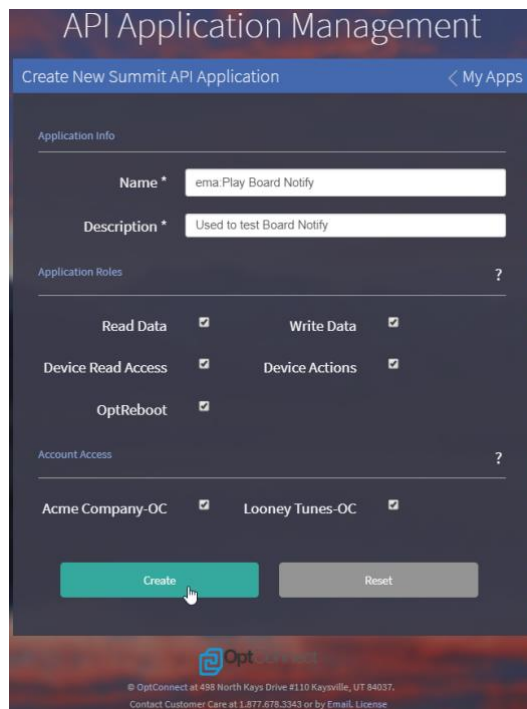 API Application Management
Create New Summit API Application < My Apps
Application Info
Name * ema:Play Board Notify
Description * Used to test Board Notify
Application Roles ?
Read Data Write Data
Device Read Access Device Actions
OptReboot
Account Access ?
Acme Company-OC Looney Tunes-OC
Create Reset
OptConnect
© OptConnect at 498 North Kays Drive #110 Kaysville, UT 84037.
Contact Customer Care at 1.877.678.3343 or by Email. License